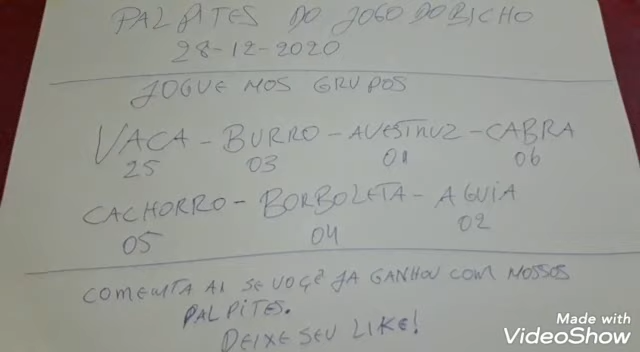 PALPITES DO JOGO DO BICHO
28-12-2020
JOGUE NOS GRUPOS
VACA - BURRO - AVESTRUZ - CABRA
25 03 01 06
CACHORRO - BORBOLETA - AGUIA
05 04 02
COMENTA AI SE VOÇÊ JA GANHOU COM NOSSOS
PALPITES.
DEIXE SEU LIKE!
Made with
VideoShow